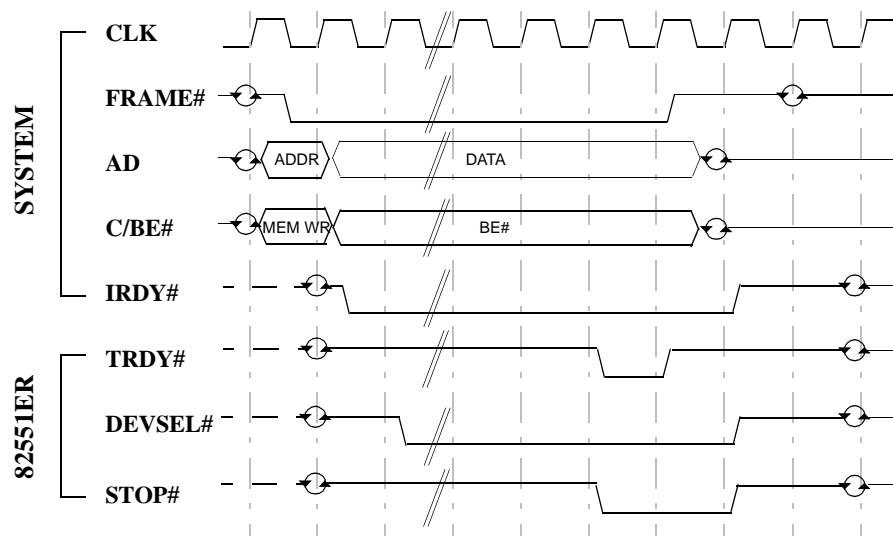 SYSTEM
CLK
FRAME#
AD
ADDR
DATA
C/BE#
MEM WR
BE#
IRDY#
82551ER
TRDY#
DEVSEL#
STOP#